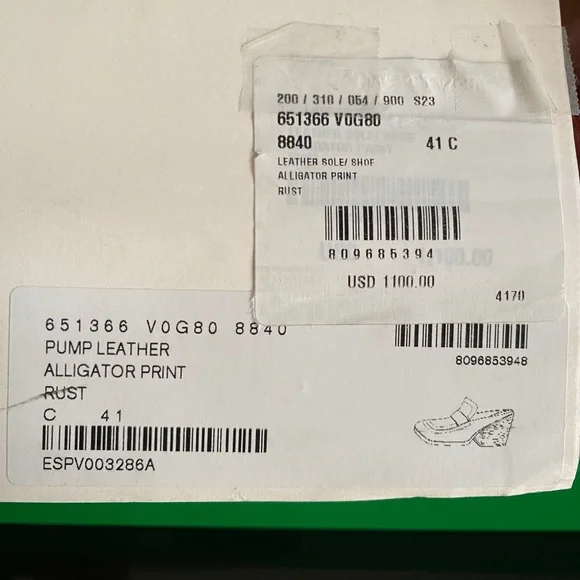 200 / 310 / 054 / 900 S23
651366 V0G80
8840 41 C
LEATHER SOLE/ SHOE
ALLIGATOR PRINT
RUST
809685394
USD 1100.00
4170
651366 V0G80 8840
PUMP LEATHER
ALLIGATOR PRINT
RUST
C 41
ESPV003286A
8096853948